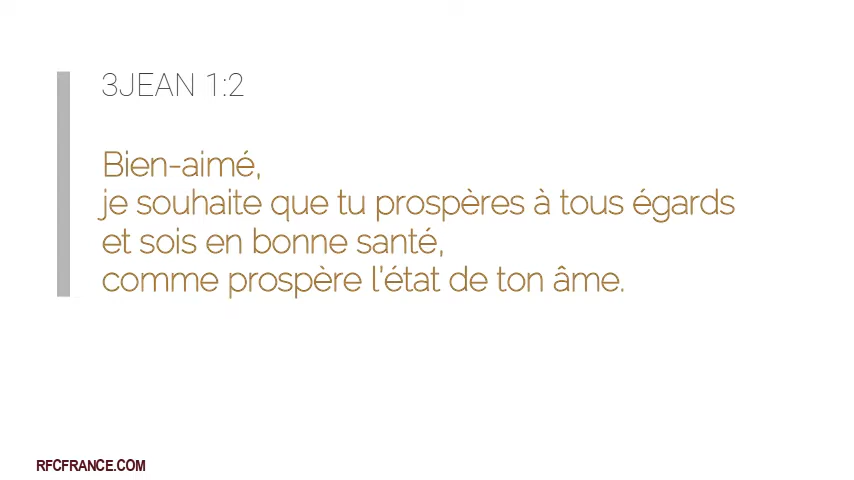 3JEAN 1:2
Bien-aimé,
je souhaite que tu prospères à tous égards
et sois en bonne santé,
comme prospère l'état de ton âme.
RFCFRANCE.COM